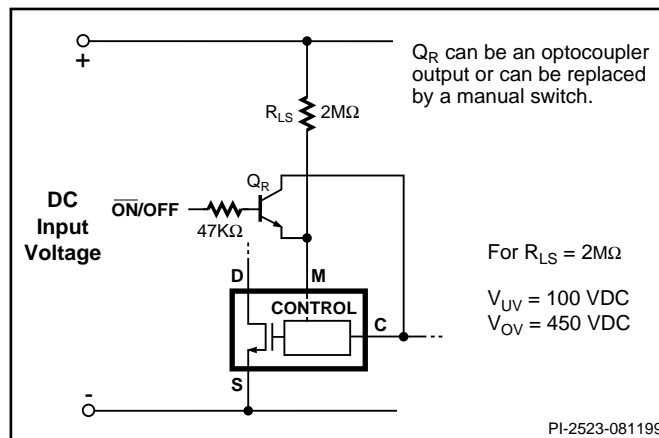 +
Q_R can be an optocoupler
output or can be replaced
by a manual switch.
R_LS
2MΩ
Q_R
DC
Input
Voltage
O̅N̅/OFF
47KΩ
For R_LS = 2MΩ
V_UV = 100 VDC
V_OV = 450 VDC
D
M
CONTROL
C
S
-
PI-2523-081199